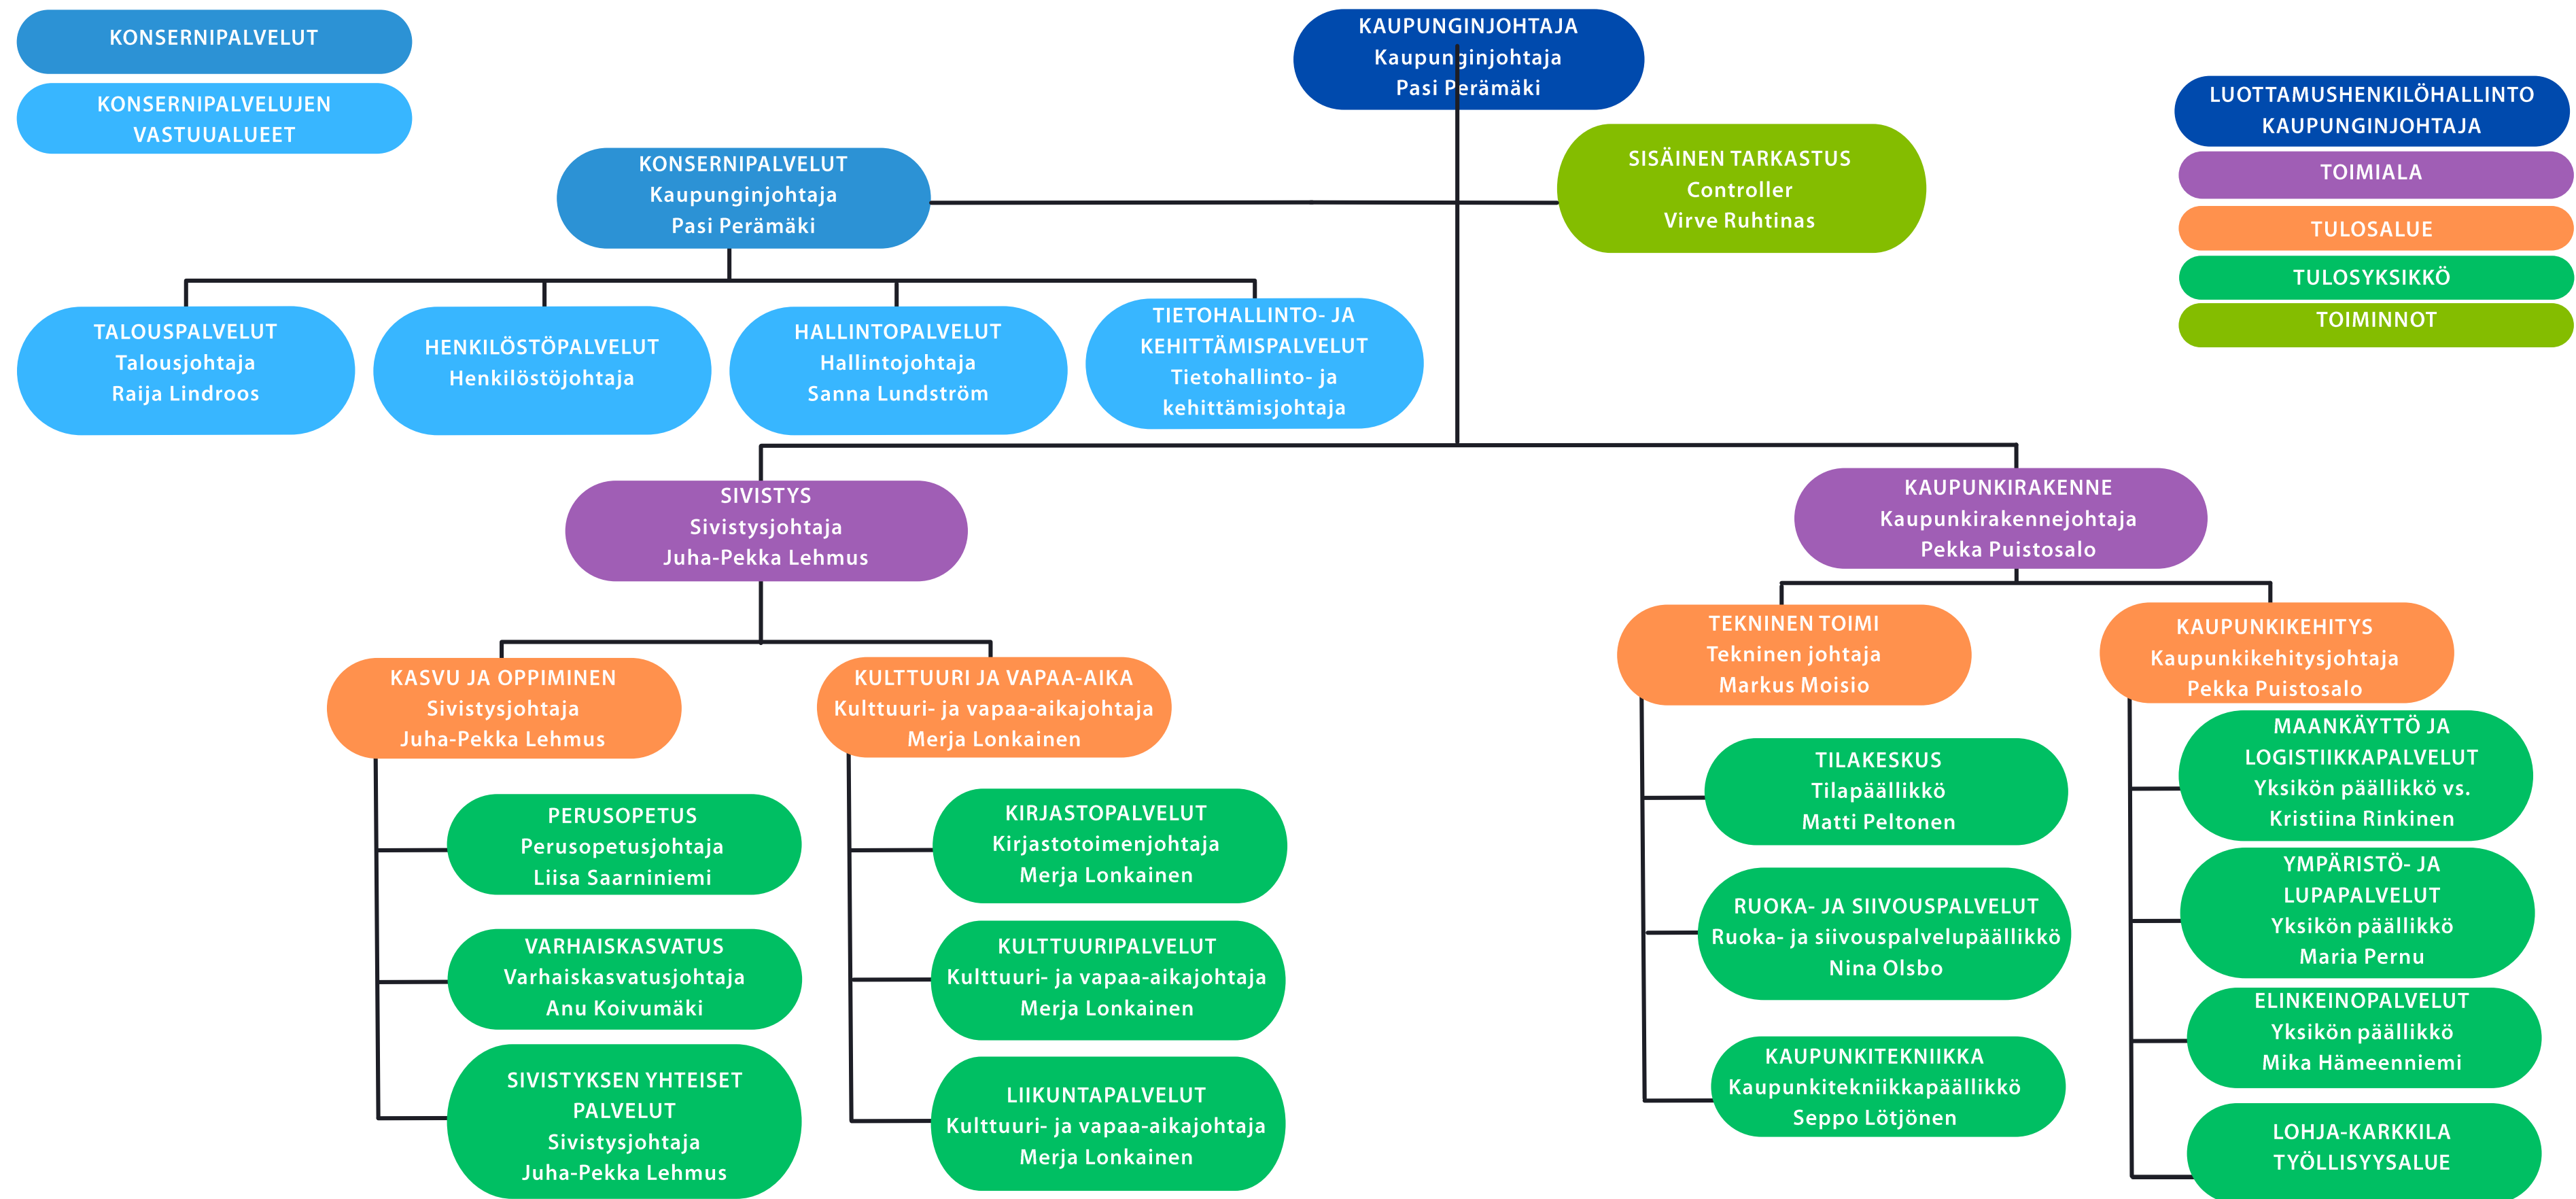 KONSERNIPALVELUT
KONSERNIPALVELUJEN
VASTUUALUEET
KAUPUNGINJOHTAJA
Kaupunginjohtaja
Pasi Perämäki
LUOTTAMUSHENKILÖHALLINTO
KAUPUNGINJOHTAJA
TOIMIALA
TULOSALUE
TULOSYKSIKKÖ
TOIMINNOT
KONSERNIPALVELUT
Kaupunginjohtaja
Pasi Perämäki
SISÄINEN TARKASTUS
Controller
Virve Ruhtinas
TALOUSPALVELUT
Talousjohtaja
Raija Lindroos
HENKILÖSTÖPALVELUT
Henkilöstöjohtaja
HALLINTOPALVELUT
Hallintojohtaja
Sanna Lundström
TIETOHALLINTO- JA
KEHITTÄMISPALVELUT
Tietohallinto- ja
kehittämisjohtaja
SIVISTYS
Sivistysjohtaja
Juha-Pekka Lehmus
KASVU JA OPPIMINEN
Sivistysjohtaja
Juha-Pekka Lehmus
PERUSOPETUS
Perusopetusjohtaja
Liisa Saarniniemi
VARHAISKASVATUS
Varhaiskasvatusjohtaja
Anu Koivumäki
SIVISTYKSEN YHTEISET
PALVELUT
Sivistysjohtaja
Juha-Pekka Lehmus
KULTTUURI JA VAPAA-AIKA
Kulttuuri- ja vapaa-aikajohtaja
Merja Lonkainen
KIRJASTOPALVELUT
Kirjastotoimenjohtaja
Merja Lonkainen
KULTTUURIPALVELUT
Kulttuuri- ja vapaa-aikajohtaja
Merja Lonkainen
LIIKUNTAPALVELUT
Kulttuuri- ja vapaa-aikajohtaja
Merja Lonkainen
KAUPUNKIRAKENNE
Kaupunkirakennejohtaja
Pekka Puistosalo
TEKNINEN TOIMI
Tekninen johtaja
Markus Moisio
TILAKESKUS
Tilapäällikkö
Matti Peltonen
RUOKA- JA SIIVOUSPALVELUT
Ruoka- ja siivouspalvelupäällikkö
Nina Olsbo
KAUPUNKITEKNIIKKA
Kaupunkitekniikkapäällikkö
Seppo Lötjönen
KAUPUNKIKEHITYS
Kaupunkikehitysjohtaja
Pekka Puistosalo
MAANKÄYTTÖ JA
LOGISTIIKKAPALVELUT
Yksikön päällikkö vs.
Kristiina Rinkinen
YMPÄRISTÖ- JA
LUPAPALVELUT
Yksikön päällikkö
Maria Pernu
ELINKEINOPALVELUT
Yksikön päällikkö
Mika Hämeenniemi
LOHJA-KARKKILA
TYÖLLISYYSALUE